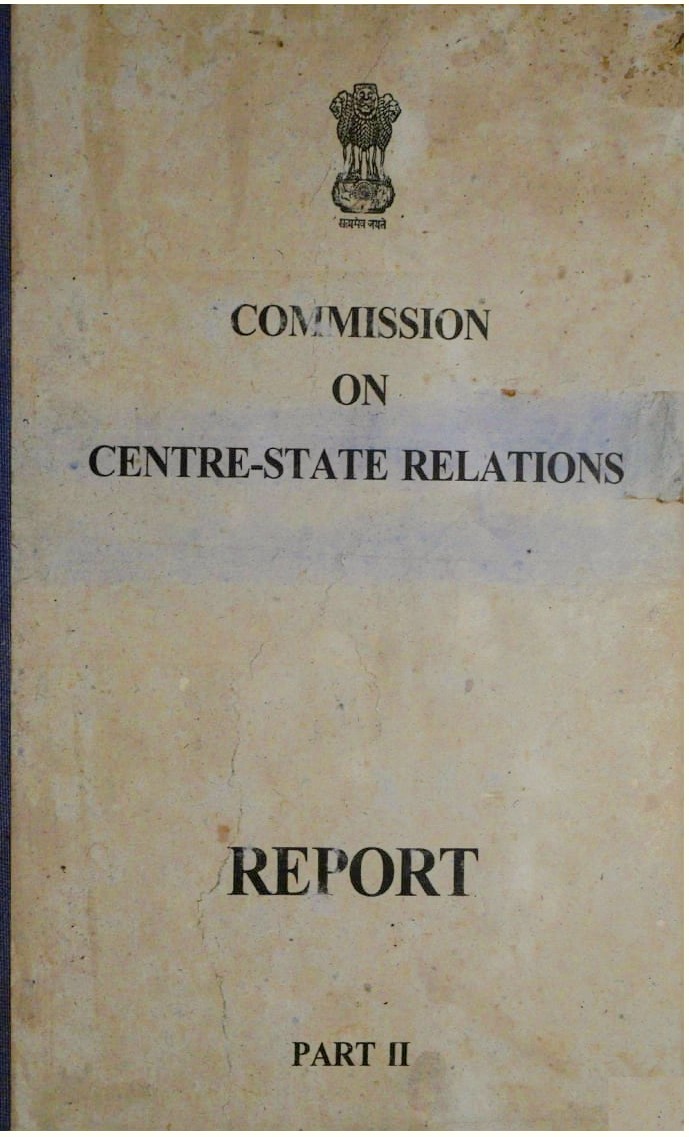 सत्यमेव जयते
COMMISSION
ON
CENTRE-STATE RELATIONS
REPORT
PART II